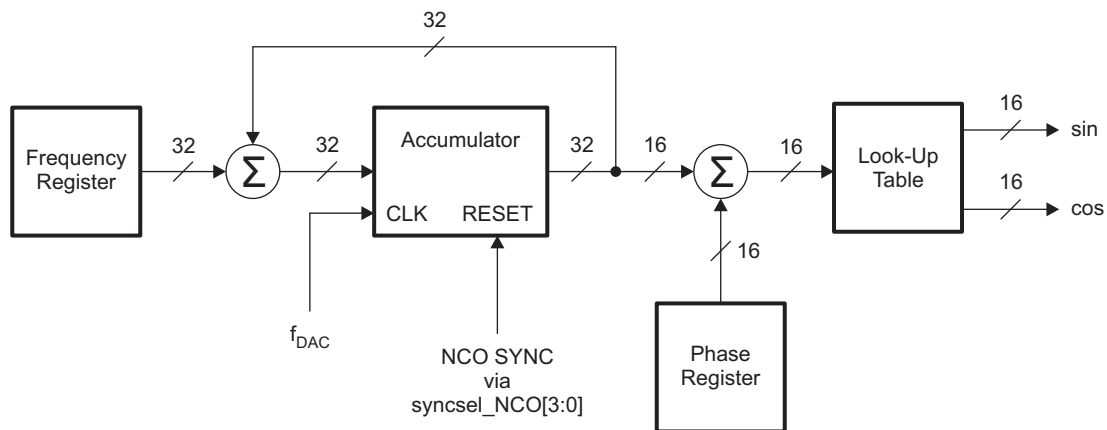 32
Frequency
Register
32
Σ
32
Accumulator
CLK
RESET
32
16
Σ
16
Look-Up
Table
16
sin
16
cos
16
f_DAC
NCO SYNC
via
syncsel_NCO[3:0]
Phase
Register